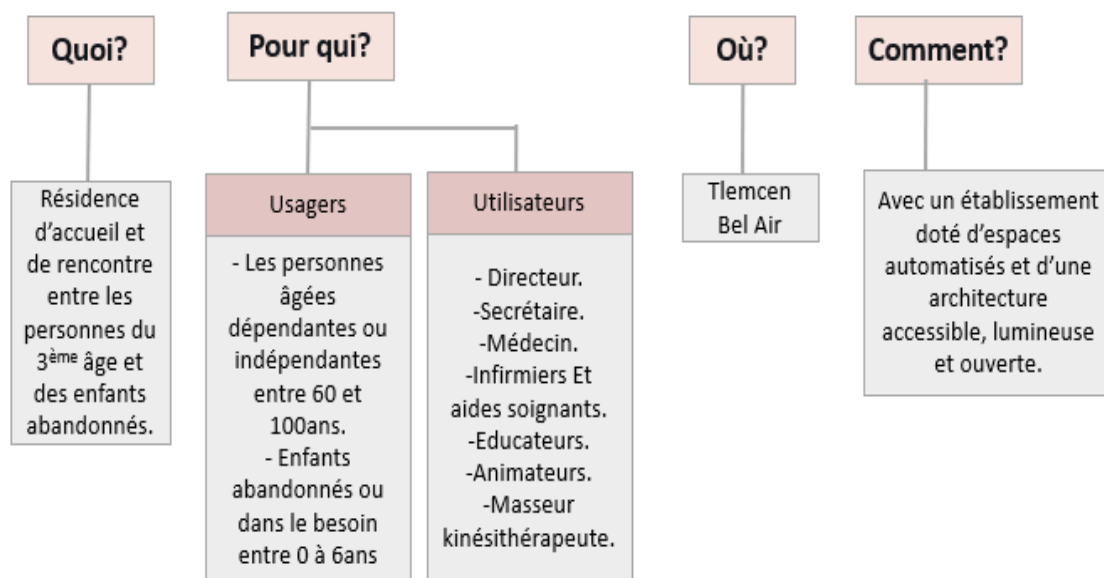 Quoi?
Résidence
d'accueil et
de rencontre
entre les
personnes du
3ème âge et
des enfants
abandonnés.
Pour qui?
Usagers
- Les personnes
âgées
dépendantes ou
indépendantes
entre 60 et
100ans.
- Enfants
abandonnés ou
dans le besoin
entre 0 à 6ans
Utilisateurs
- Directeur.
-Secrétaire.
-Médecin.
-Infirmiers Et
aides soignants.
-Educateurs.
-Animateurs.
-Masseur
kinésithérapeute.
Où?
Tlemcen
Bel Air
Comment?
Avec un établissement
doté d'espaces
automatisés et d'une
architecture
accessible, lumineuse
et ouverte.